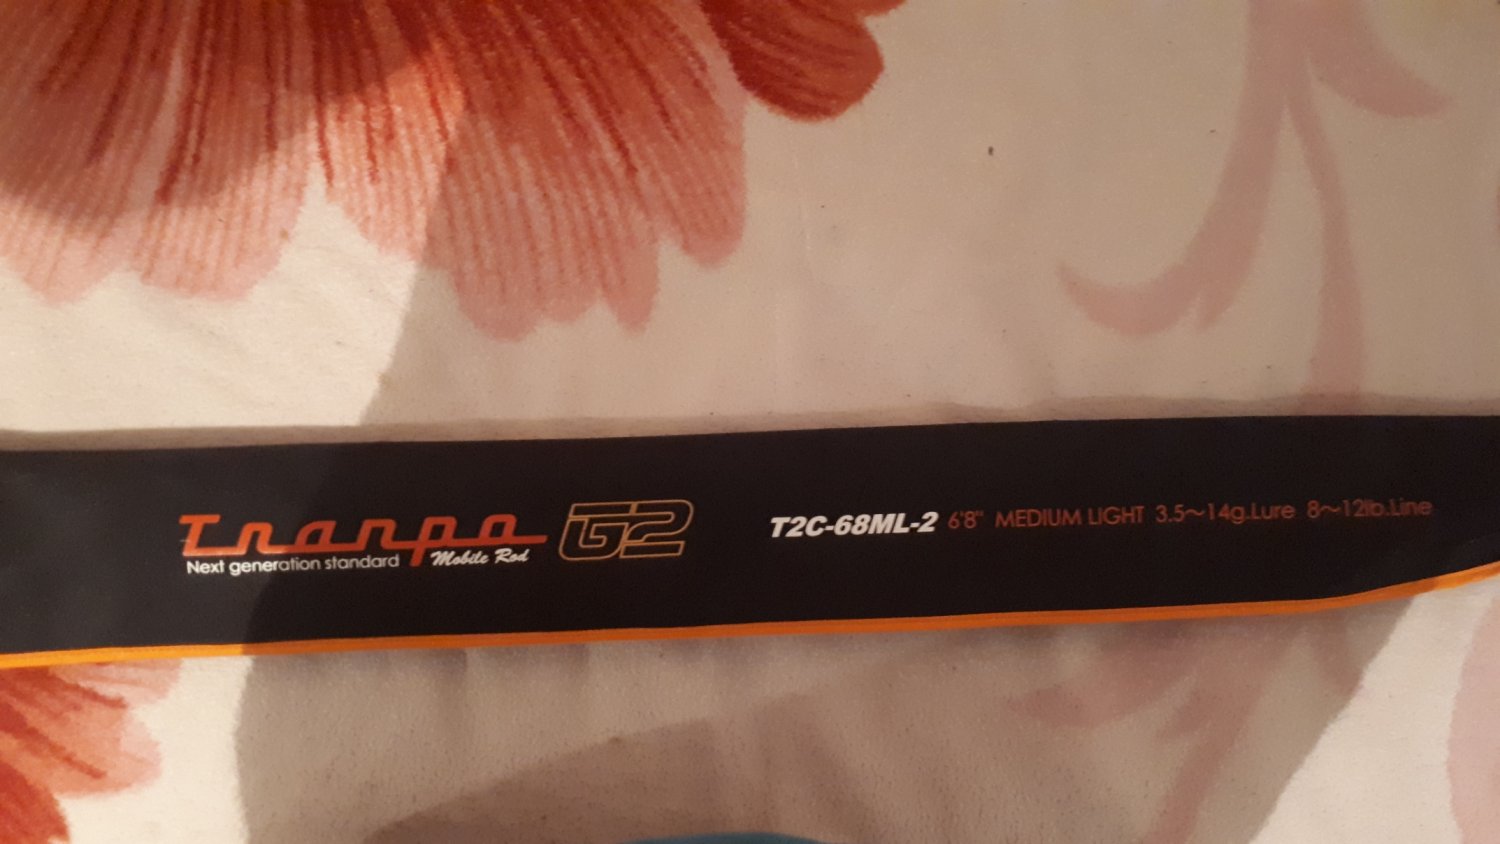 Tranpo G2
Next generation standard Mobile Rod
T2C-68ML-2 6'8" MEDIUM LIGHT 3.5～14g.Lure 8～12lb.Line